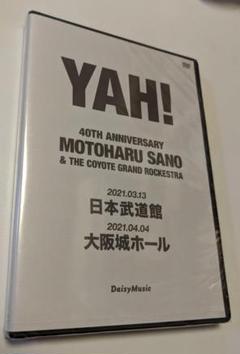 YAH!
40TH ANNIVERSARY
MOTOHARU SANO
& THE COYOTE GRAND ROCKESTRA
2021.03.13
日本武道館
2021.04.04
大阪城ホール
DaisyMusic